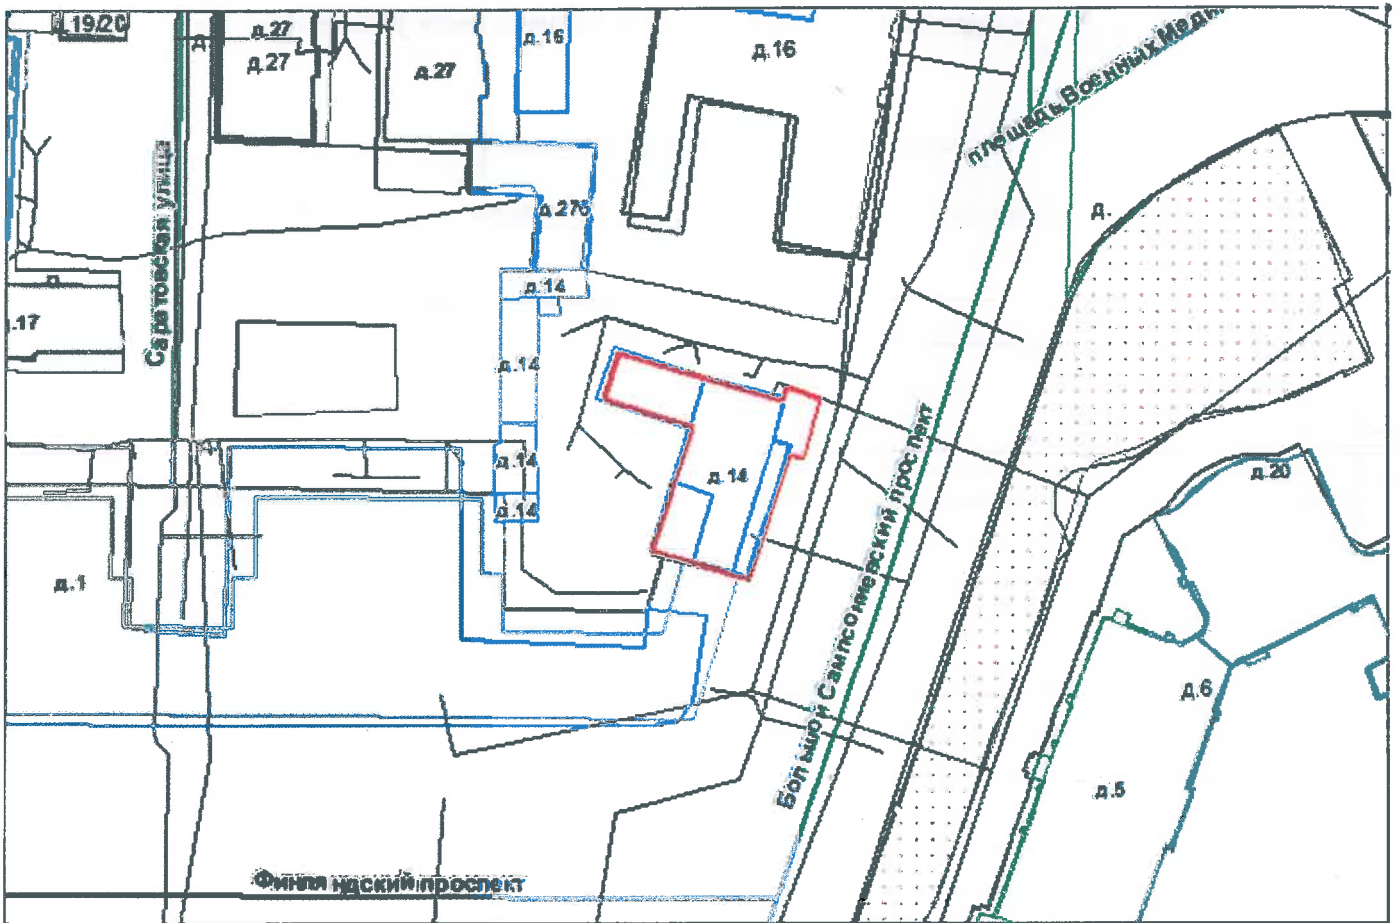 д.19/20
д.
д.27
д.27
д.27
д.16
д.16
площадь Военных Меди
Саратовская улица
д.27б
д.
д.14
.17
д.14
Большой Сампсониевский проспект
д.14
д.14
д.14
д.20
д.1
д.6
д.5
Финляндский проспект